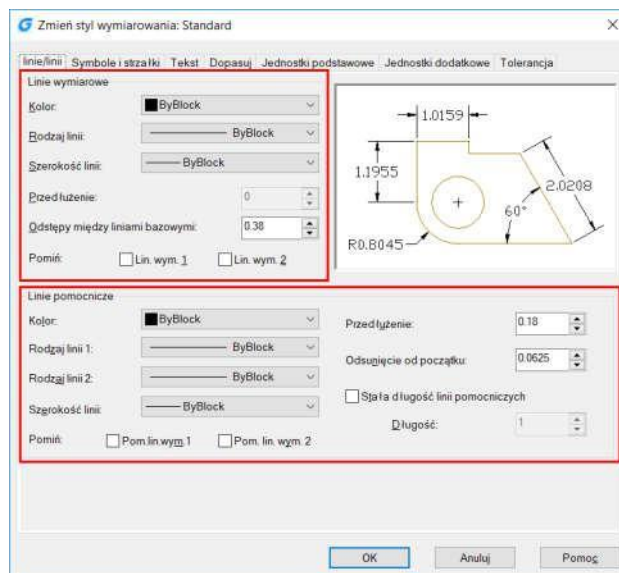 Zmień styl wymiarowania: Standard
linie/linii Symbole i strzałki Tekst Dopasuj Jednostki podstawowe Jednostki dodatkowe Tolerancja
Linie wymiarowe
Kolor: ByBlock
Rodzaj linii: ByBlock
Szerokość linii: ByBlock
Przedłużenie: 0
Odstępy między liniami bazowymi: 0.38
Pomiń: Lin. wym. 1 Lin. wym. 2
1.0159
1.1955
2.0208
60°
R0.8045
Linie pomocnicze
Kolor: ByBlock
Rodzaj linii 1: ByBlock
Rodzaj linii 2: ByBlock
Szerokość linii: ByBlock
Pomiń: Pom.lin.wym.1 Pom. lin. wym. 2
Przedłużenie: 0.18
Odsunięcie od początku: 0.0625
Stała długość linii pomocniczych
Długość: 1
OK Anuluj Pomoc